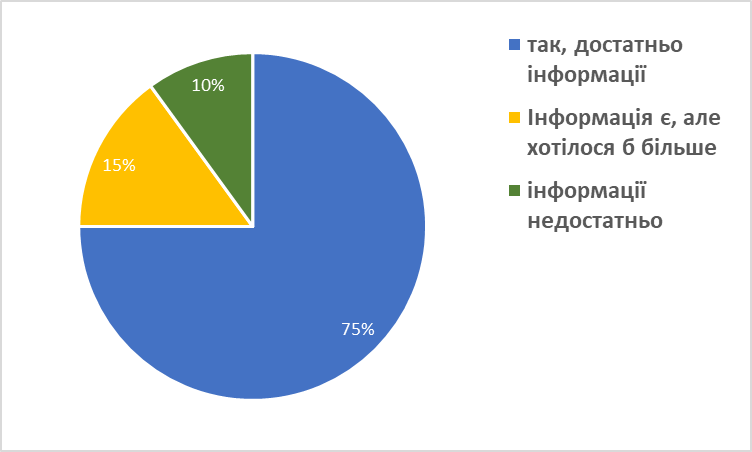 так, достатньо
інформації
10%
Інформація є, але
хотілося б більше
15%
інформації
недостатньо
75%